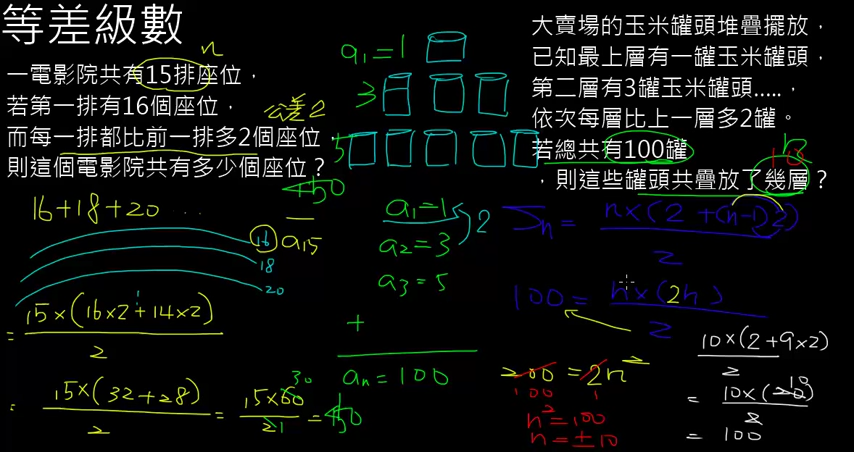 等差級數
n
一電影院共有15排座位，
若第一排有16個座位，
公差2
而每一排都比前一排多2個座位，
則這個電影院共有多少個座位？
450
16+18+20 ...
16 a15
18
20
15×(16×2+14×2)
=
2
= 15×(32+28) = 15×60 = 450
30
2 21
a1=1
3
5
a1=1
2
a2=3
a3=5
+
an=100
大賣場的玉米罐頭堆疊擺放，
已知最上層有一罐玉米罐頭，
第二層有3罐玉米罐頭.....，
依次每層比上一層多2罐。
若總共有100罐
，則這些罐頭共疊放了幾層？
10
n×(2+(n-1)2)
n =
2
100 = n×(2n)
2
200 = 2n²
100 1
n²=100
n=±10
10×(2+9×2)
2
= 10×(20)
10
2
= 100